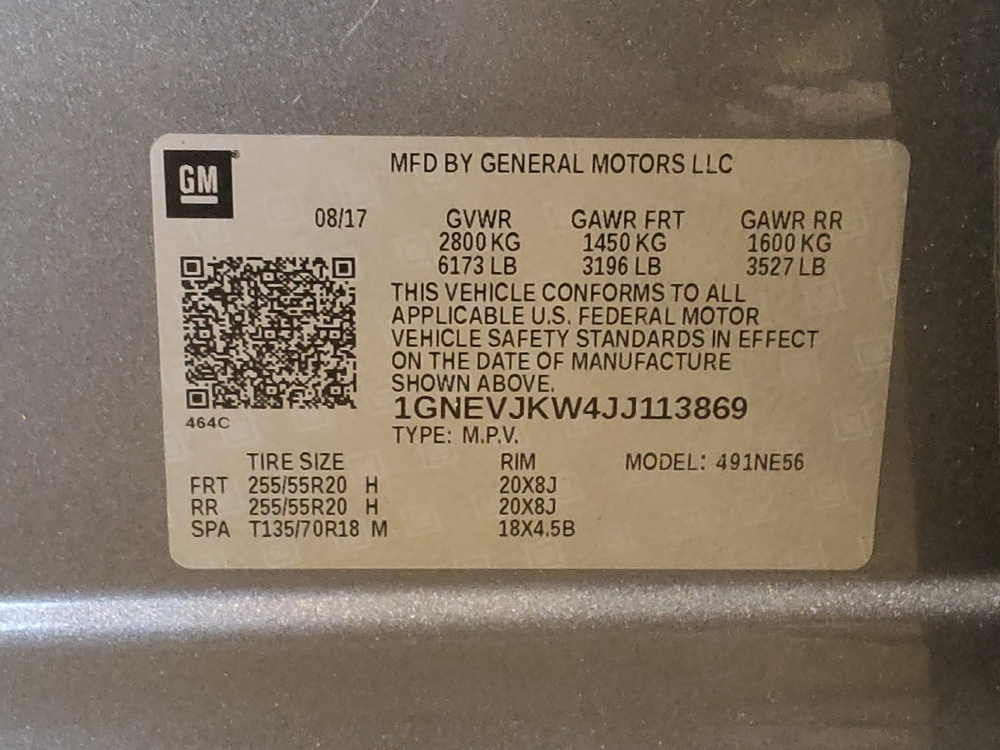 GM
MFD BY GENERAL MOTORS LLC
08/17 GVWR GAWR FRT GAWR RR
2800 KG 1450 KG 1600 KG
6173 LB 3196 LB 3527 LB
THIS VEHICLE CONFORMS TO ALL
APPLICABLE U.S. FEDERAL MOTOR
VEHICLE SAFETY STANDARDS IN EFFECT
ON THE DATE OF MANUFACTURE
SHOWN ABOVE.
1GNEVJKW4JJ113869
464C
TYPE: M.P.V.
TIRE SIZE RIM MODEL: 491NE56
FRT 255/55R20 H 20X8J
RR 255/55R20 H 20X8J
SPA T135/70R18 M 18X4.5B